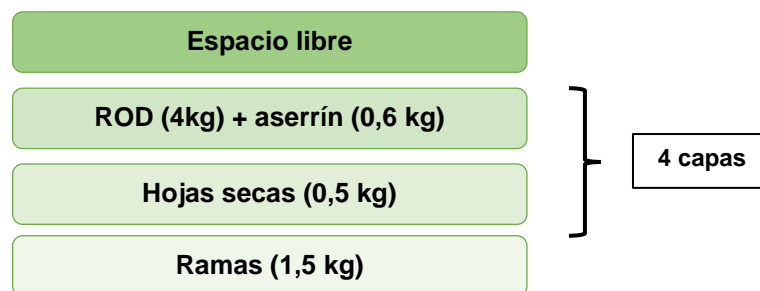 Espacio libre
ROD (4kg) + aserrín (0,6 kg)
4 capas
Hojas secas (0,5 kg)
Ramas (1,5 kg)